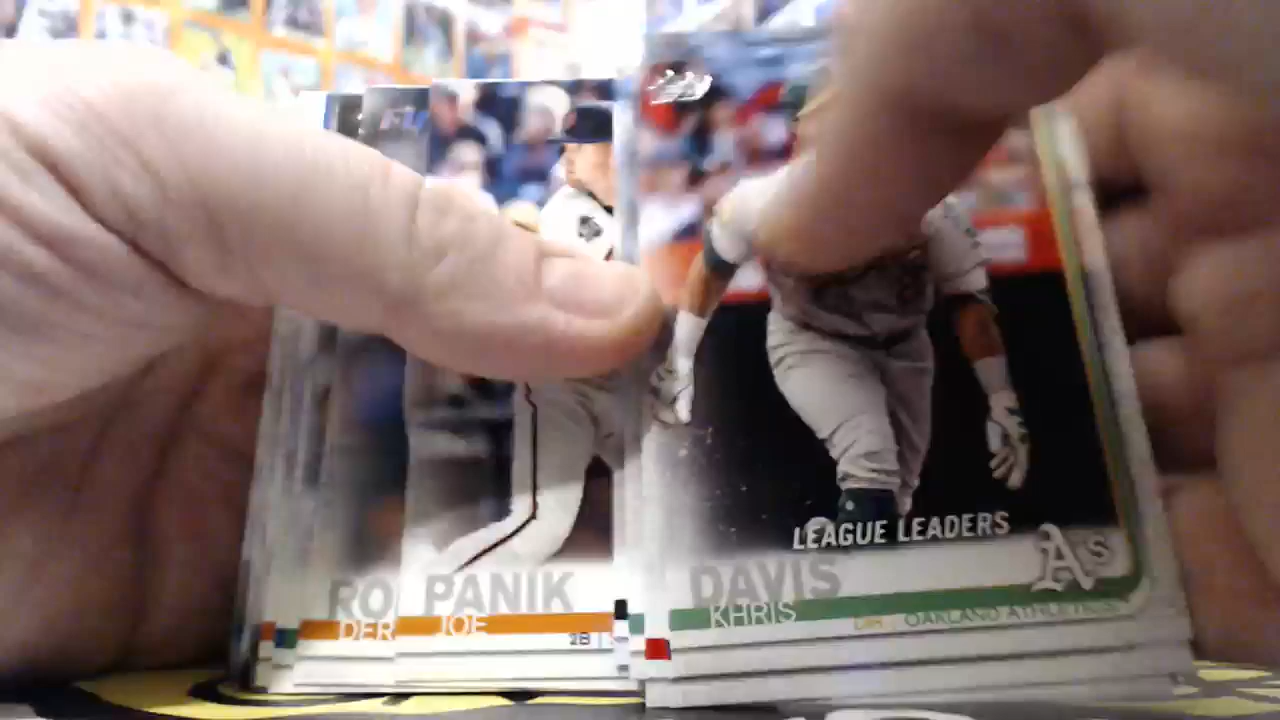 LEAGUE LEADERS
A's
DAVIS
KHRIS
OAKLAND ATHLETICS
PANIK
JOE
2B
RO
DER